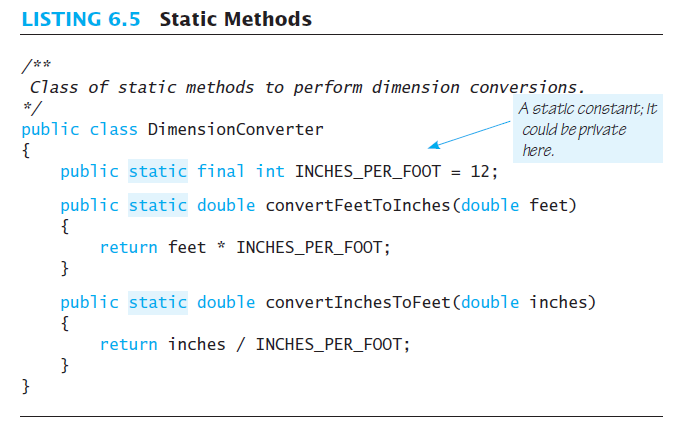 LISTING 6.5 Static Methods
/**
Class of static methods to perform dimension conversions.
*/
A static constant; it
could be private
here.
public class DimensionConverter
{
public static final int INCHES_PER_FOOT = 12;
public static double convertFeetToInches(double feet)
{
return feet * INCHES_PER_FOOT;
}
public static double convertInchesToFeet(double inches)
{
return inches / INCHES_PER_FOOT;
}
}